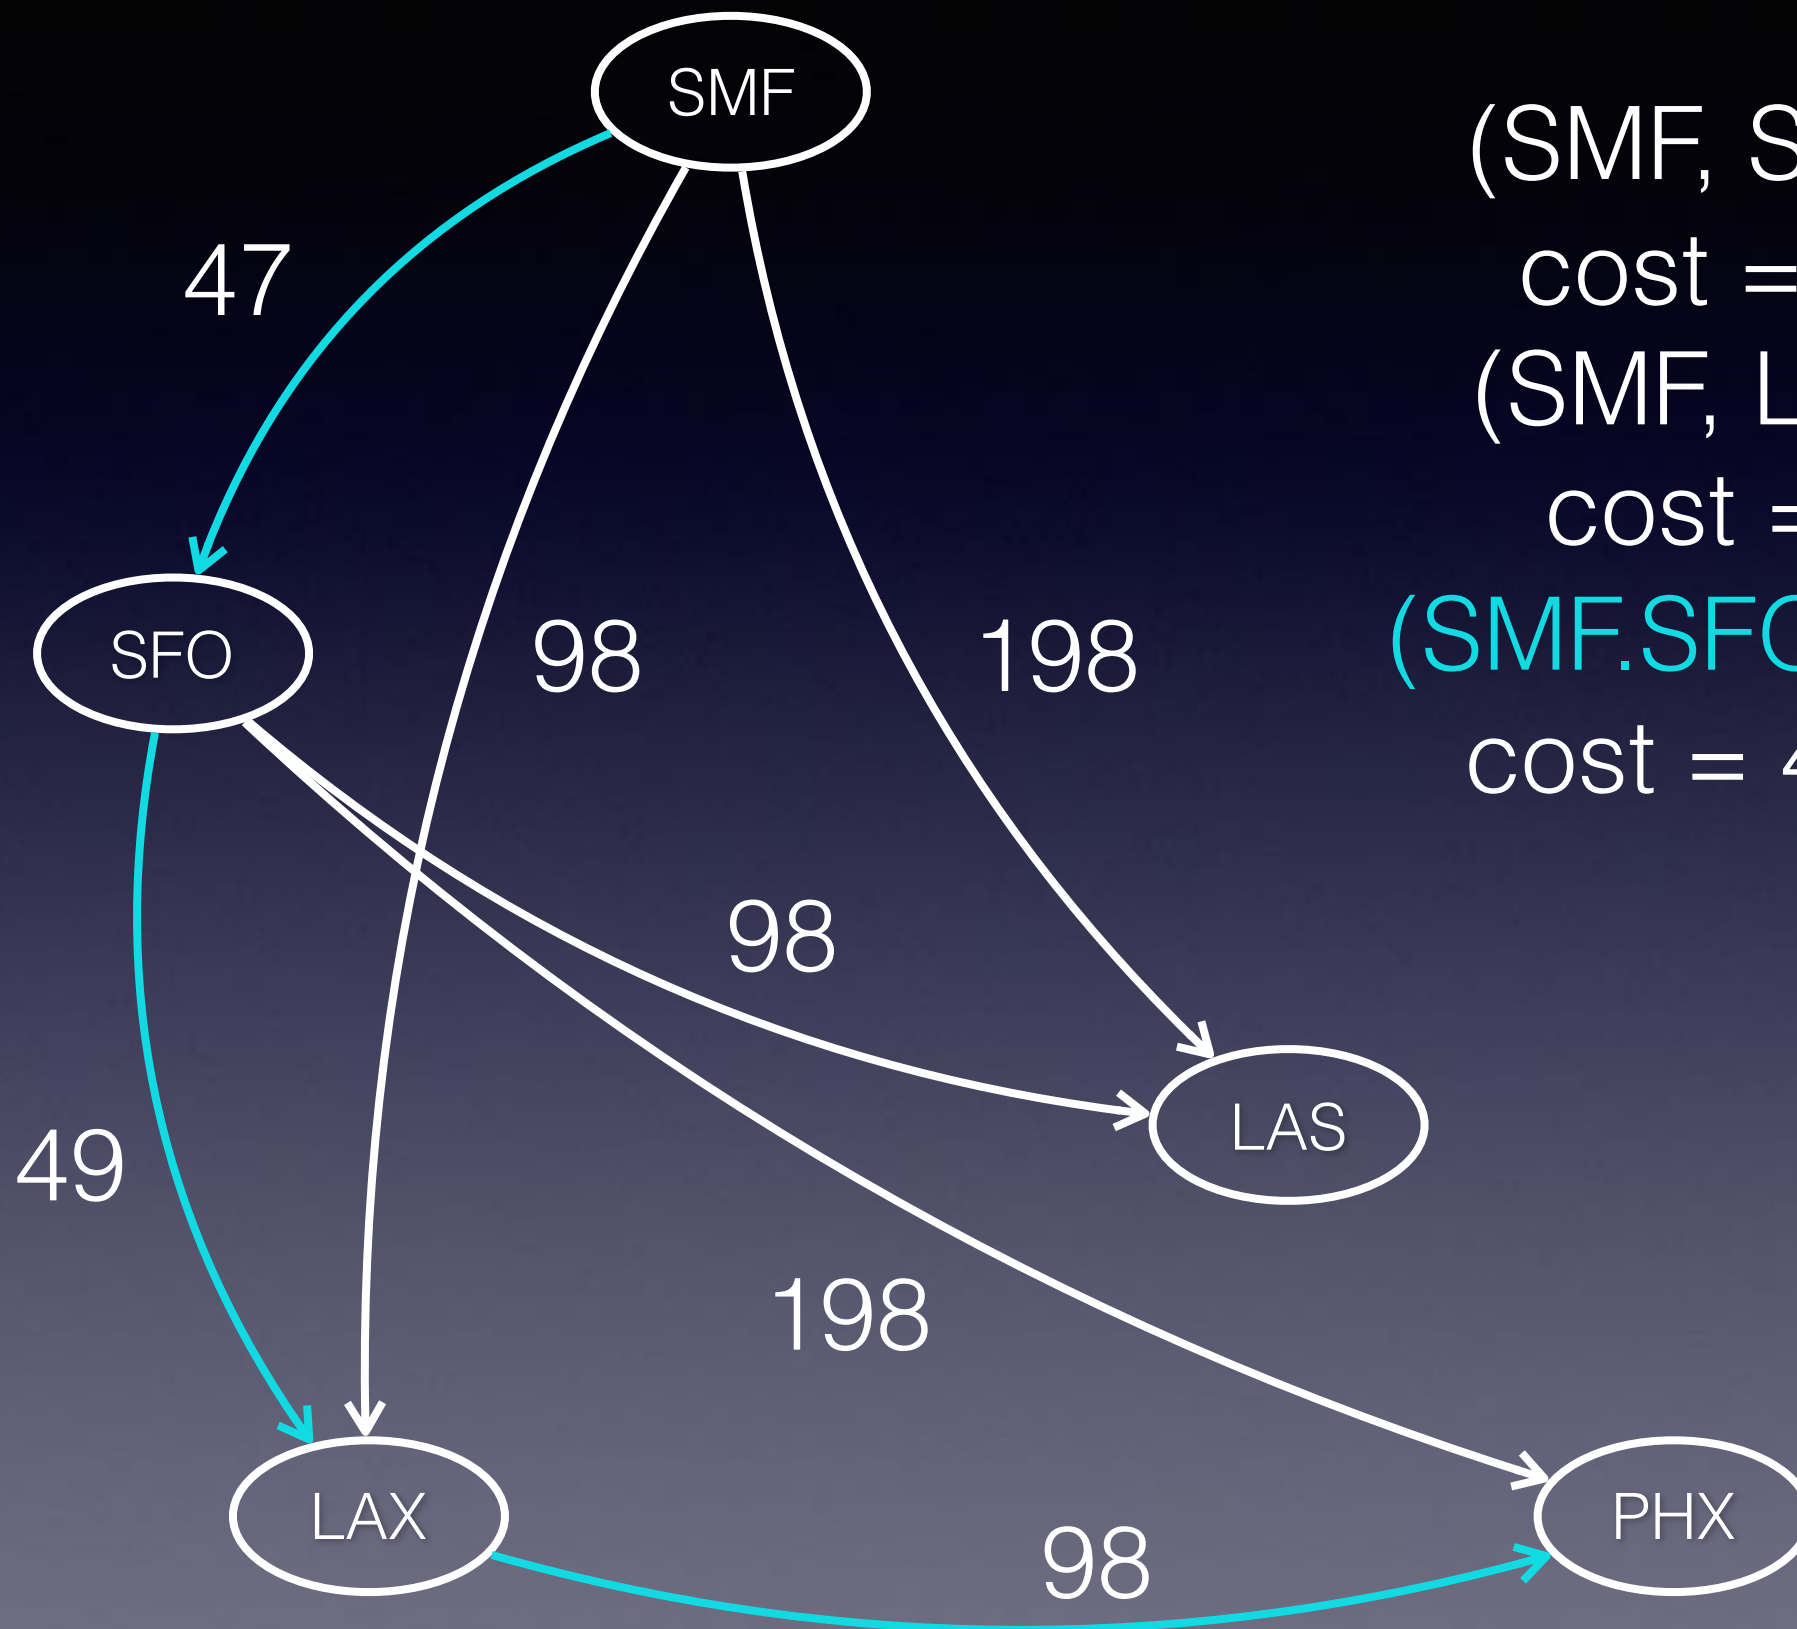 SMF
(SMF,
cost =
47
(SMF,
cost =
SFO
98
198
(SMF.SFO
cost =
98
LAS
49
198
LAX
PHX
98